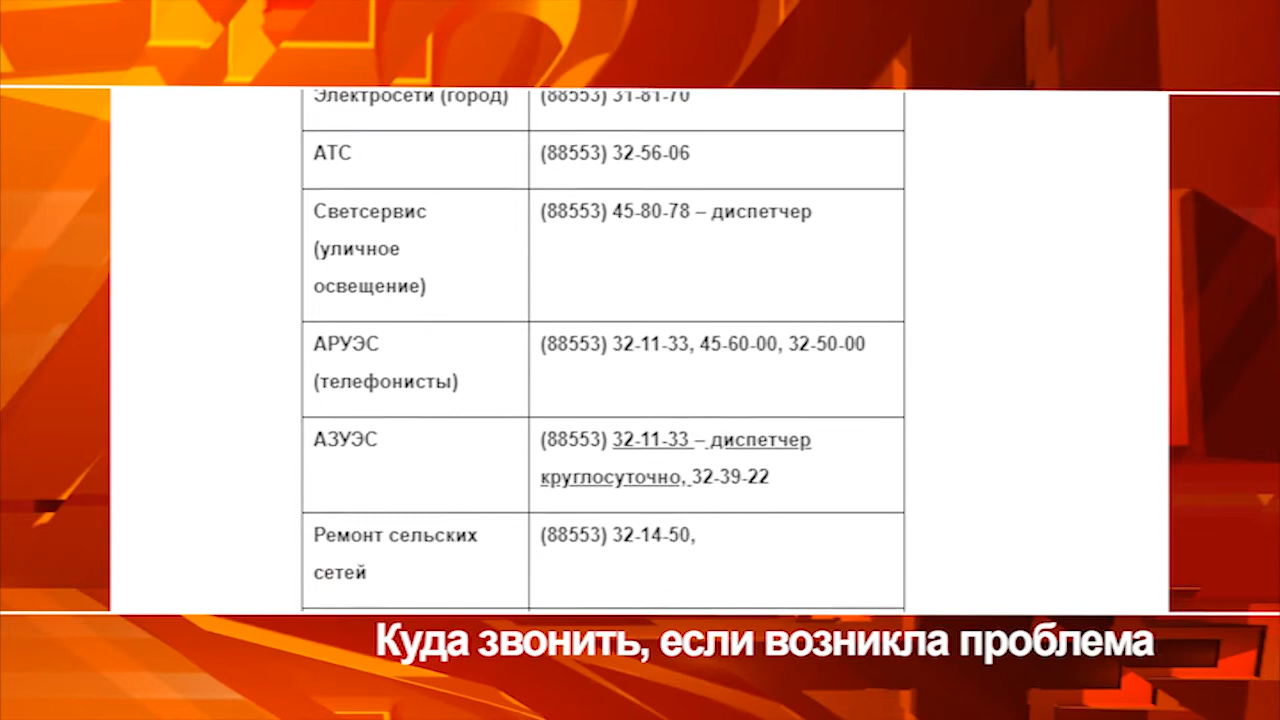 Электросети (город) (88553) 31-81-70
АТС (88553) 32-56-06
Светсервис (88553) 45-80-78 – диспетчер
(уличное
освещение)
АРУЭС (88553) 32-11-33, 45-60-00, 32-50-00
(телефонисты)
АЗУЭС (88553) 32-11-33 – диспетчер
круглосуточно, 32-39-22
Ремонт сельских (88553) 32-14-50,
сетей
Куда звонить, если возникла проблема